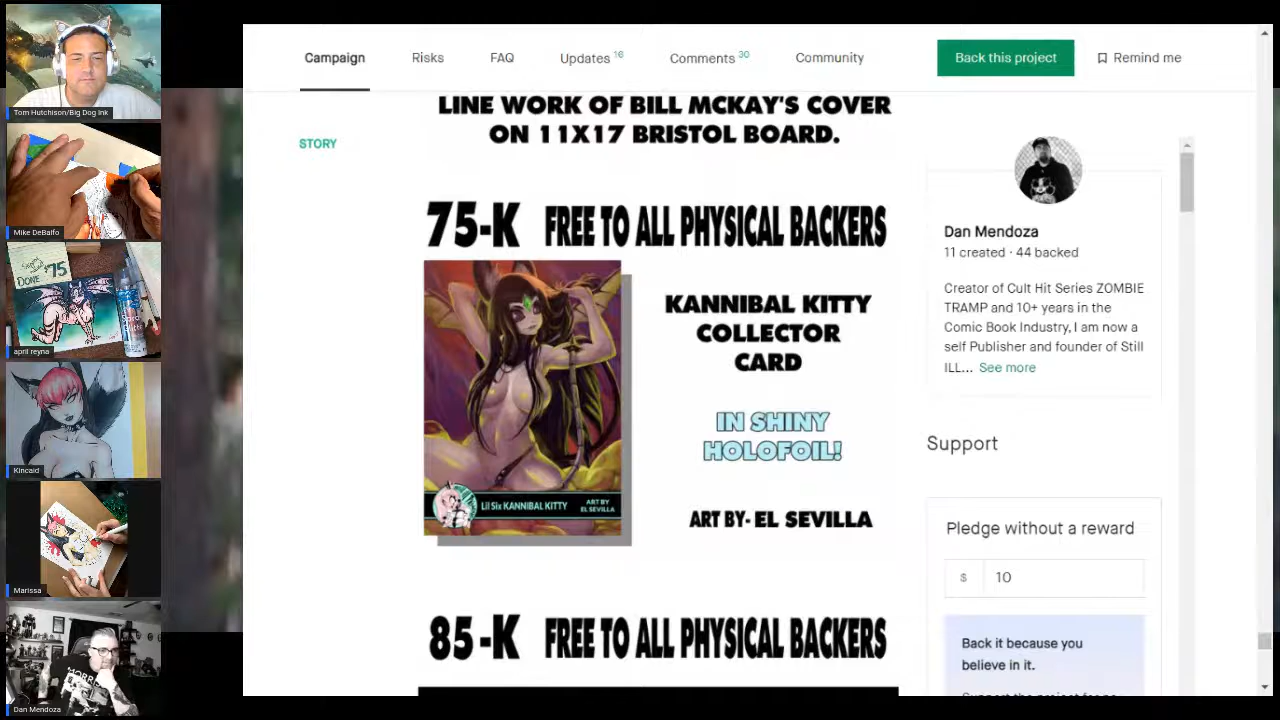 Tom Hutchison/Big Dog Ink
Mike DeBalfo
DONE $75
april reyna
Kincaid
Marissa
Dan Mendoza
Campaign
Risks
FAQ
Updates 16
Comments 30
Community
Back this project
Remind me
STORY
LINE WORK OF BILL MCKAY'S COVER
ON 11X17 BRISTOL BOARD.
75-K FREE TO ALL PHYSICAL BACKERS
KANNIBAL KITTY
COLLECTOR
CARD
IN SHINY
HOLOFOIL!
ART BY- EL SEVILLA
Lil Six KANNIBAL KITTY
ART BY
EL SEVILLA
85-K FREE TO ALL PHYSICAL BACKERS
Dan Mendoza
11 created · 44 backed
Creator of Cult Hit Series ZOMBIE
TRAMP and 10+ years in the
Comic Book Industry, I am now a
self Publisher and founder of Still
ILL... See more
Support
Pledge without a reward
$ 10
Back it because you
believe in it.